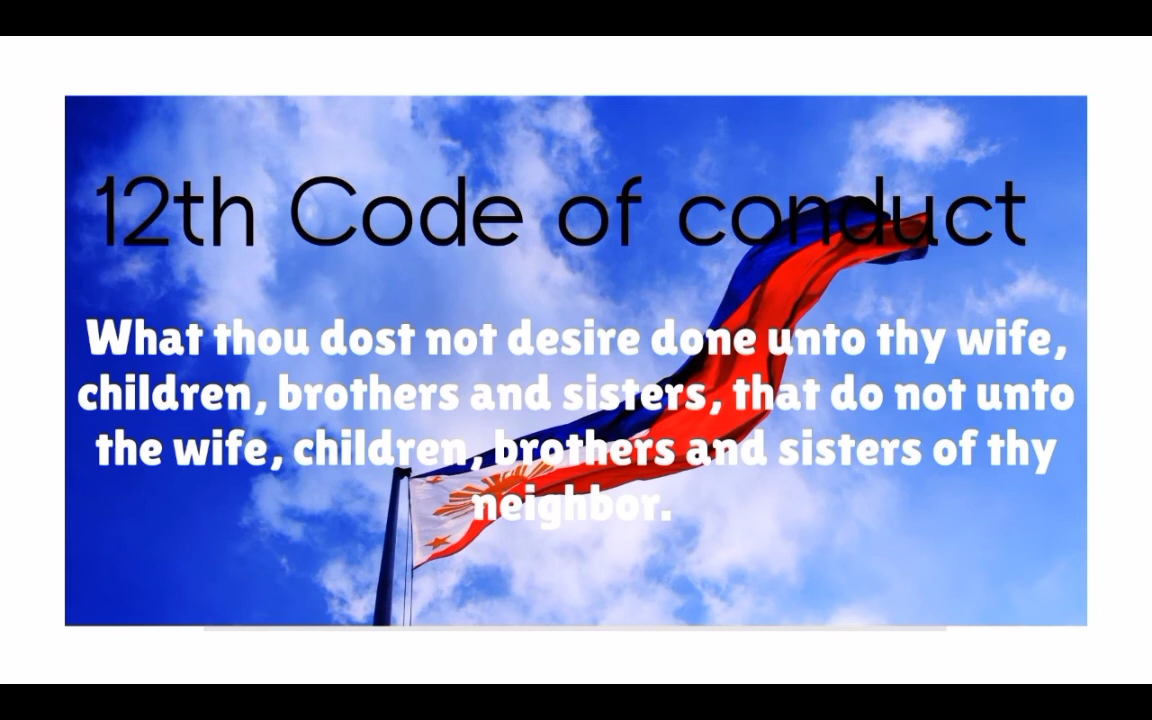 12th Code of conduct
What thou dost not desire done unto thy wife,
children, brothers and sisters, that do not unto
the wife, children, brothers and sisters of thy
neighbor.